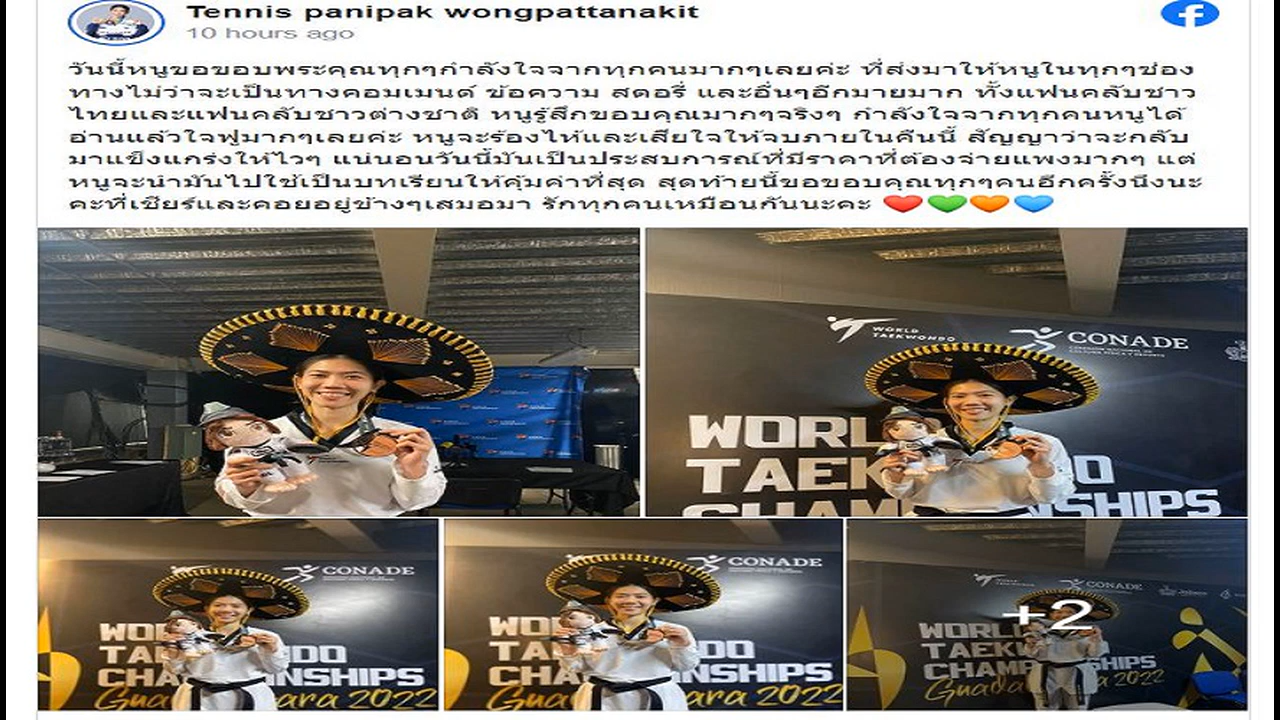 Tennis panipak wongpattanakit
10 hours ago
วันนี้หนูขอขอบพระคุณทุกๆกำลังใจจากทุกคนมากๆเลยค่ะ ที่ส่งมาให้หนูในทุกๆช่อง
ทางไม่ว่าจะเป็นทางคอมเมนต์ ข้อความ สตอรี่ และอื่นๆอีกมายมาก ทั้งแฟนคลับชาว
ไทยและแฟนคลับชาวต่างชาติ หนูรู้สึกขอบคุณมากๆจริงๆ กำลังใจจากทุกคนหนูได้
อ่านแล้วใจฟูมากๆเลยค่ะ หนูจะร้องไห้และเสียใจให้จบภายในคืนนี้ สัญญาว่าจะกลับ
มาแข็งแกร่งให้ไวๆ แน่นอนวันนี้มันเป็นประสบการณ์ที่มีราคาที่ต้องจ่ายแพงมากๆ แต่
หนูจะนำมันไปใช้เป็นบทเรียนให้คุ้มค่าที่สุด สุดท้ายนี้ขอขอบคุณทุกๆคนอีกครั้งนึงนะ
คะที่เชียร์และคอยอยู่ข้างๆเสมอมา รักทุกคนเหมือนกันนะคะ ❤️💚🧡💙
WORLD
TAEKWONDO
CONADE
WORL
TAEK DO
CHAM NSHIPS
CONADE
WO
TA NDO
CHA NSHIPS
Gua ara 2022
CONADE
WO
TA NDO
CHA NSHIPS
Gua ara 2022
CONADE
+2
WORL
TAEK DO
CHAMP SHIPS
Guada ra 2022